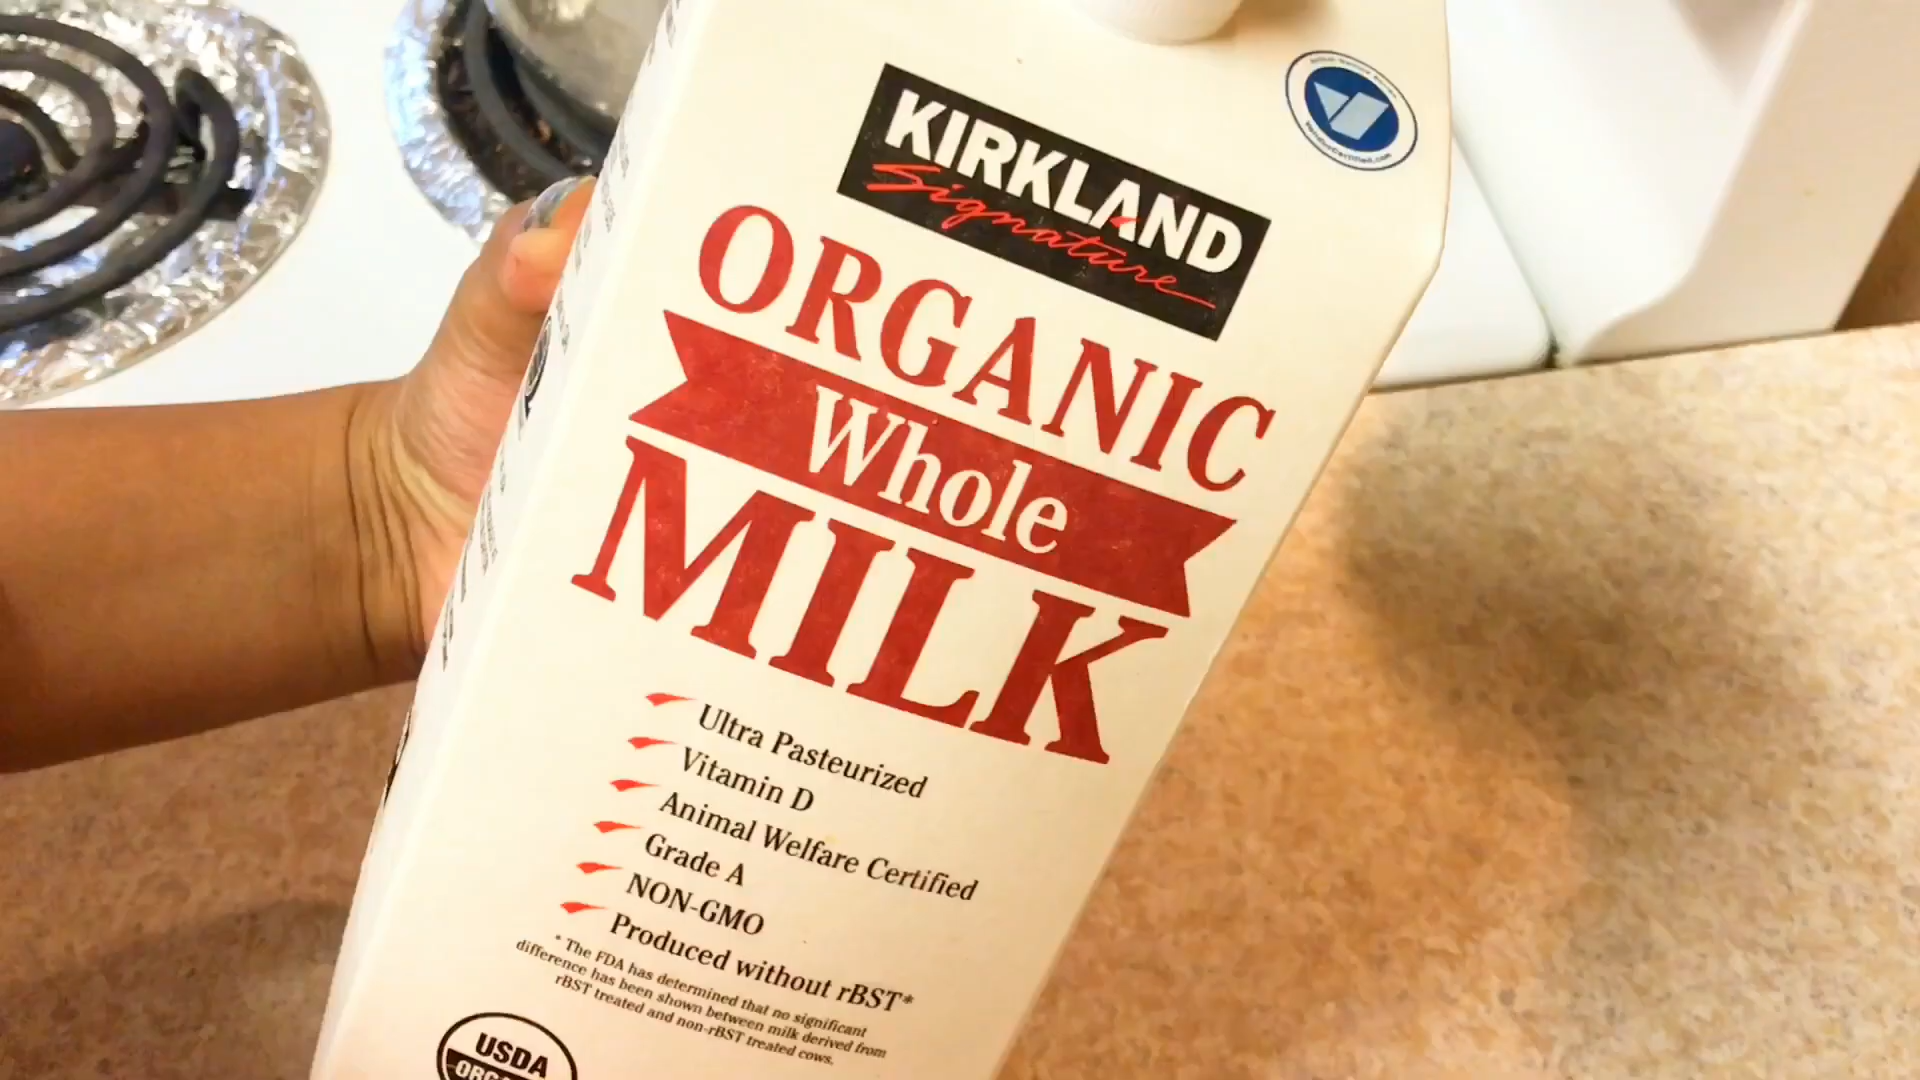 KIRKLAND
Signature
ORGANIC
Whole
MILK
Ultra Pasteurized
Vitamin D
Animal Welfare Certified
Grade A
NON-GMO
Produced without rBST*
* The FDA has determined that no significant
difference has been shown between milk derived from
rBST treated and non-rBST treated cows.
USDA